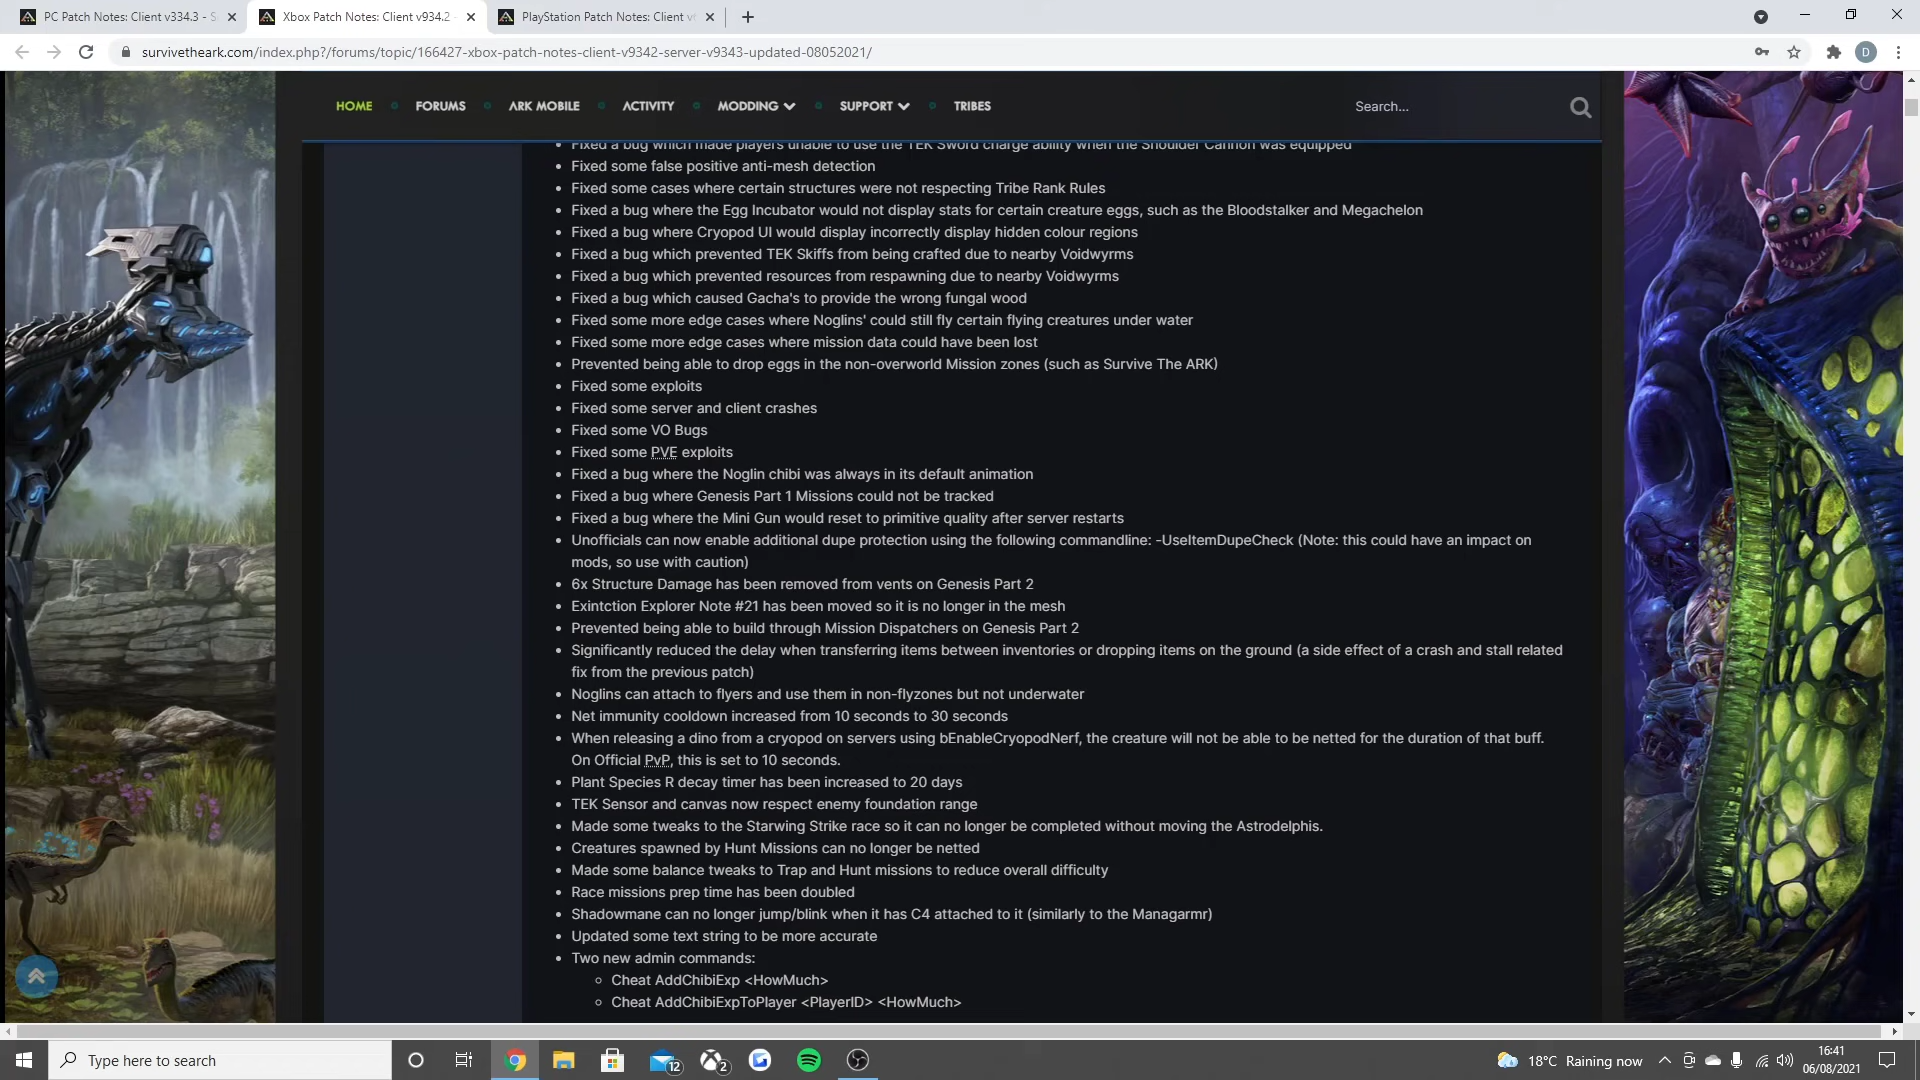 PC Patch Notes: Client v334.3 - S
Xbox Patch Notes: Client v934.2 -
PlayStation Patch Notes: Client v
survivetheark.com/index.php?/forums/topic/166427-xbox-patch-notes-client-v9342-server-v9343-updated-08052021/
D
HOME
FORUMS
ARK MOBILE
ACTIVITY
MODDING
SUPPORT
TRIBES
Search...
Fixed a bug which made players unable to use the TEK Sword charge ability when the Shoulder Cannon was equipped
Fixed some false positive anti-mesh detection
Fixed some cases where certain structures were not respecting Tribe Rank Rules
Fixed a bug where the Egg Incubator would not display stats for certain creature eggs, such as the Bloodstalker and Megachelon
Fixed a bug where Cryopod UI would display incorrectly display hidden colour regions
Fixed a bug which prevented TEK Skiffs from being crafted due to nearby Voidwyrms
Fixed a bug which prevented resources from respawning due to nearby Voidwyrms
Fixed a bug which caused Gacha's to provide the wrong fungal wood
Fixed some more edge cases where Noglins' could still fly certain flying creatures under water
Fixed some more edge cases where mission data could have been lost
Prevented being able to drop eggs in the non-overworld Mission zones (such as Survive The ARK)
Fixed some exploits
Fixed some server and client crashes
Fixed some VO Bugs
Fixed some PVE exploits
Fixed a bug where the Noglin chibi was always in its default animation
Fixed a bug where Genesis Part 1 Missions could not be tracked
Fixed a bug where the Mini Gun would reset to primitive quality after server restarts
Unofficials can now enable additional dupe protection using the following commandline: -UseItemDupeCheck (Note: this could have an impact on
mods, so use with caution)
6x Structure Damage has been removed from vents on Genesis Part 2
Exintction Explorer Note #21 has been moved so it is no longer in the mesh
Prevented being able to build through Mission Dispatchers on Genesis Part 2
Significantly reduced the delay when transferring items between inventories or dropping items on the ground (a side effect of a crash and stall related
fix from the previous patch)
Noglins can attach to flyers and use them in non-flyzones but not underwater
Net immunity cooldown increased from 10 seconds to 30 seconds
When releasing a dino from a cryopod on servers using bEnableCryopodNerf, the creature will not be able to be netted for the duration of that buff.
On Official PvP, this is set to 10 seconds.
Plant Species R decay timer has been increased to 20 days
TEK Sensor and canvas now respect enemy foundation range
Made some tweaks to the Starwing Strike race so it can no longer be completed without moving the Astrodelphis.
Creatures spawned by Hunt Missions can no longer be netted
Made some balance tweaks to Trap and Hunt missions to reduce overall difficulty
Race missions prep time has been doubled
Shadowmane can no longer jump/blink when it has C4 attached to it (similarly to the Managarmr)
Updated some text string to be more accurate
Two new admin commands:
Cheat AddChibiExp <HowMuch>
Cheat AddChibiExpToPlayer <PlayerID> <HowMuch>
Type here to search
12
2
18°C Raining now
16:41
06/08/2021